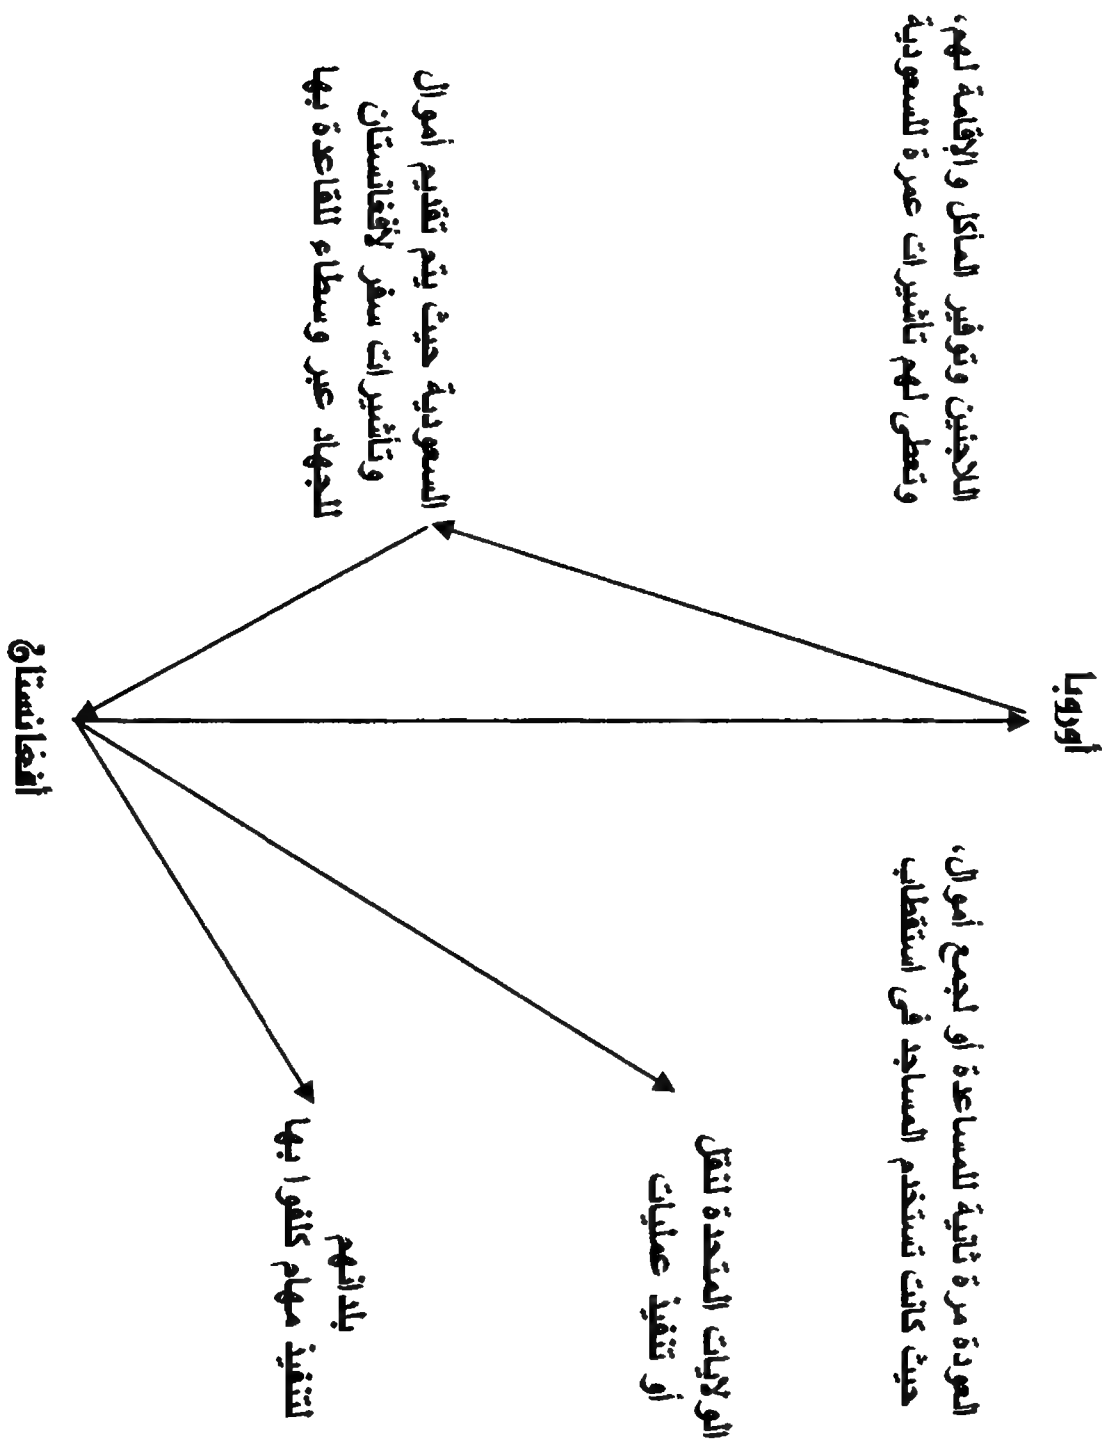 أوروبا
العودة مرة ثانية للمساعدة أو لجمع أموال،
حيث كانت تستخدم المساجد فى استقطاب
اللاجئين وتوفير المأكل والإقامة لهم،
وتعطى لهم تأشيرات عمرة للسعودية
الولايات المتحدة لنقل
أو تنفيذ عمليات
السعودية حيث يتم تقديم أموال
وتأشيرات سفر لأفغانستان
للجهاد عبر وسطاء للقاعدة بها
بلدانهم
لتنفيذ مهام كلفوا بها
أفغانستان